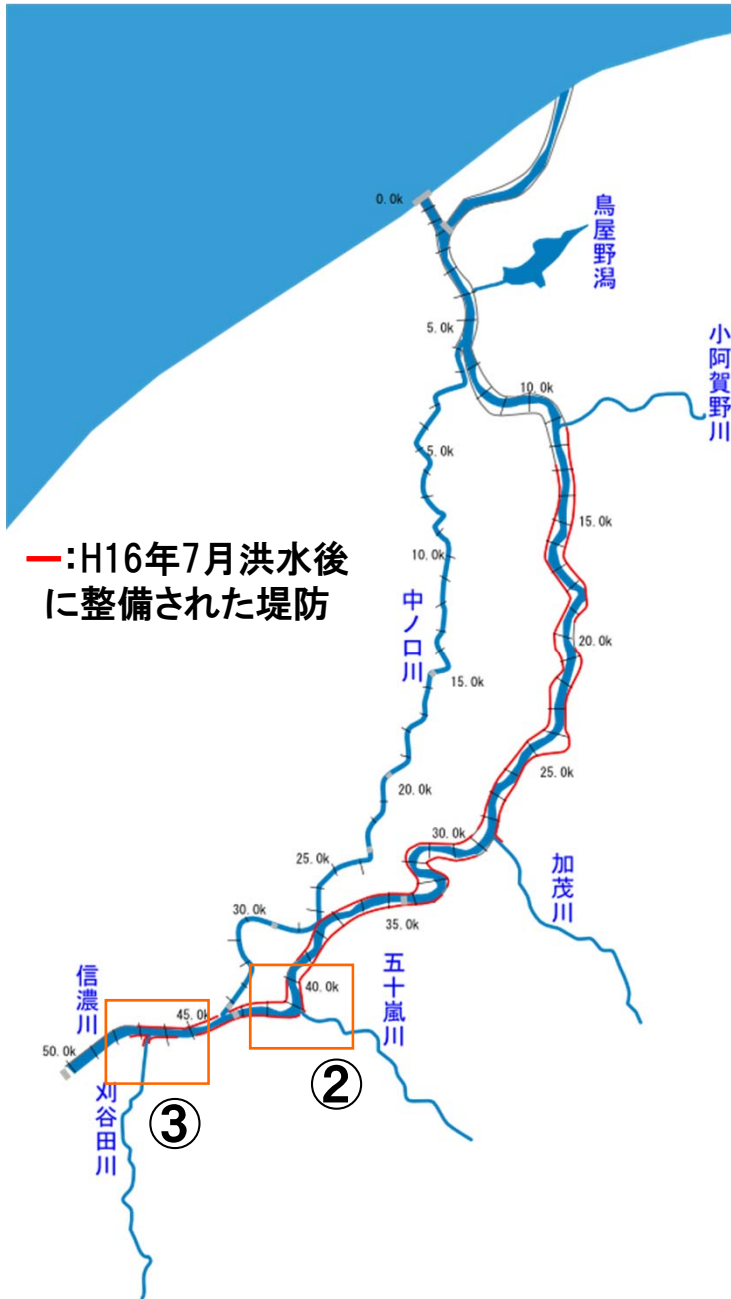 0.0k
鳥屋野潟
5.0k
小阿賀野川
10.0k
5.0k
15.0k
ー:H16年7月洪水後
に整備された堤防
10.0k
中ノ口川
20.0k
15.0k
25.0k
20.0k
30.0k
25.0k
加茂川
30.0k
35.0k
五十嵐川
信濃川
40.0k
45.0k
50.0k
②
刈谷田川
③